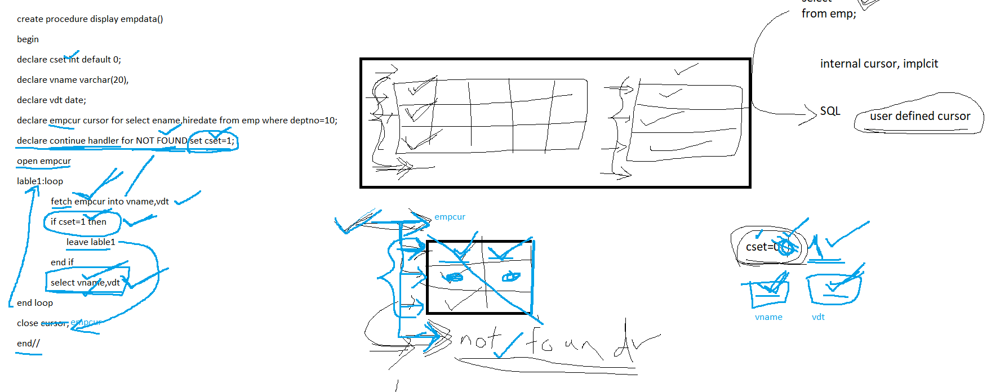 create procedure display empdata()
begin
declare cset int default 0;
declare vname varchar(20),
declare vdt date;
declare empcur cursor for select ename,hiredate from emp where deptno=10;
declare continue handler for NOT FOUND set cset=1;
open empcur
lable1:loop
fetch empcur into vname,vdt
if cset=1 then
leave lable1
end if
select vname,vdt
end loop
close cursor; empcur
end//
select
from emp;
internal cursor, implcit
SQL
user defined cursor
empcur
not found
cset=0 1
vname
vdt